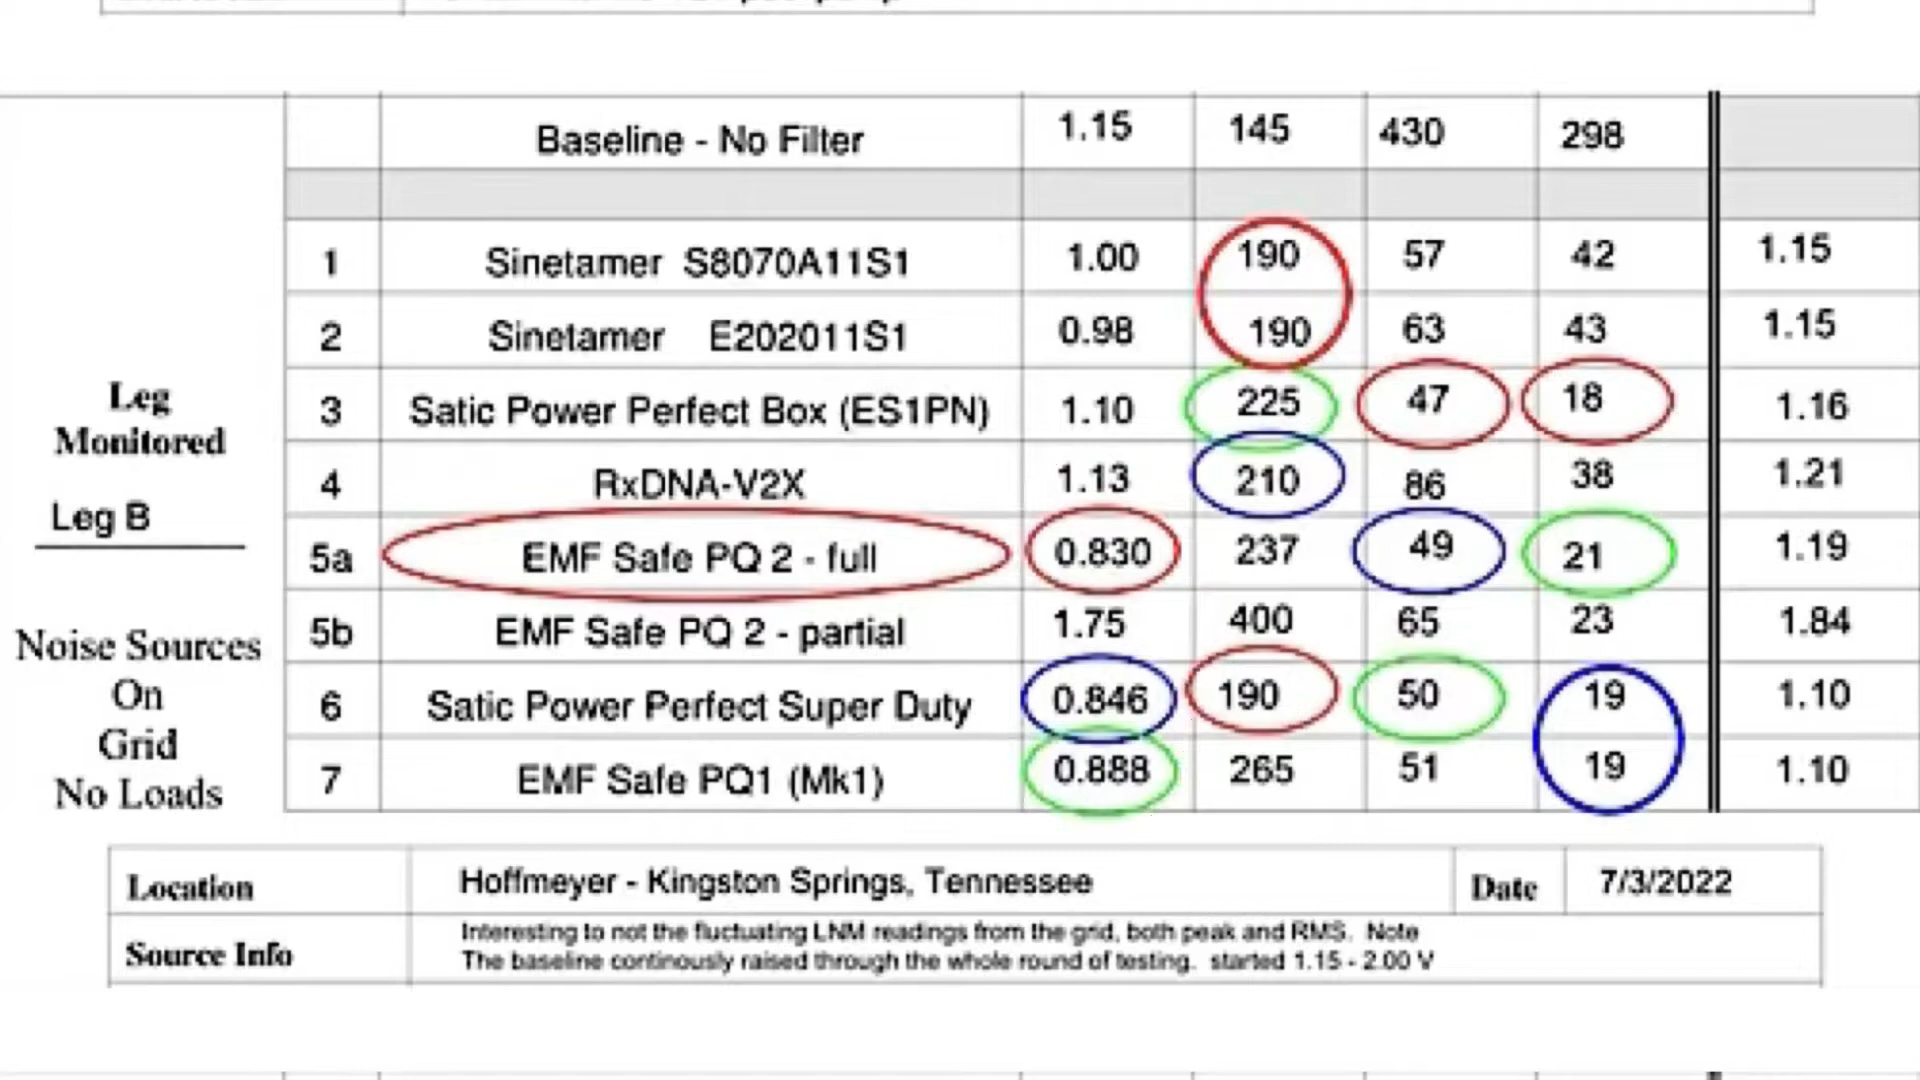 Baseline - No Filter 1.15 145 430 298
1 Sinetamer S8070A11S1 1.00 190 57 42 1.15
2 Sinetamer E202011S1 0.98 190 63 43 1.15
3 Satic Power Perfect Box (ES1PN) 1.10 225 47 18 1.16
4 RxDNA-V2X 1.13 210 86 38 1.21
5a EMF Safe PQ 2 - full 0.830 237 49 21 1.19
5b EMF Safe PQ 2 - partial 1.75 400 65 23 1.84
6 Satic Power Perfect Super Duty 0.846 190 50 19 1.10
7 EMF Safe PQ1 (Mk1) 0.888 265 51 19 1.10
Leg
Monitored
Leg B
Noise Sources
On
Grid
No Loads
Location Hoffmeyer - Kingston Springs, Tennessee Date 7/3/2022
Source Info
Interesting to not the fluctuating LNM readings from the grid, both peak and RMS. Note
The baseline continously raised through the whole round of testing. started 1.15 - 2.00 V